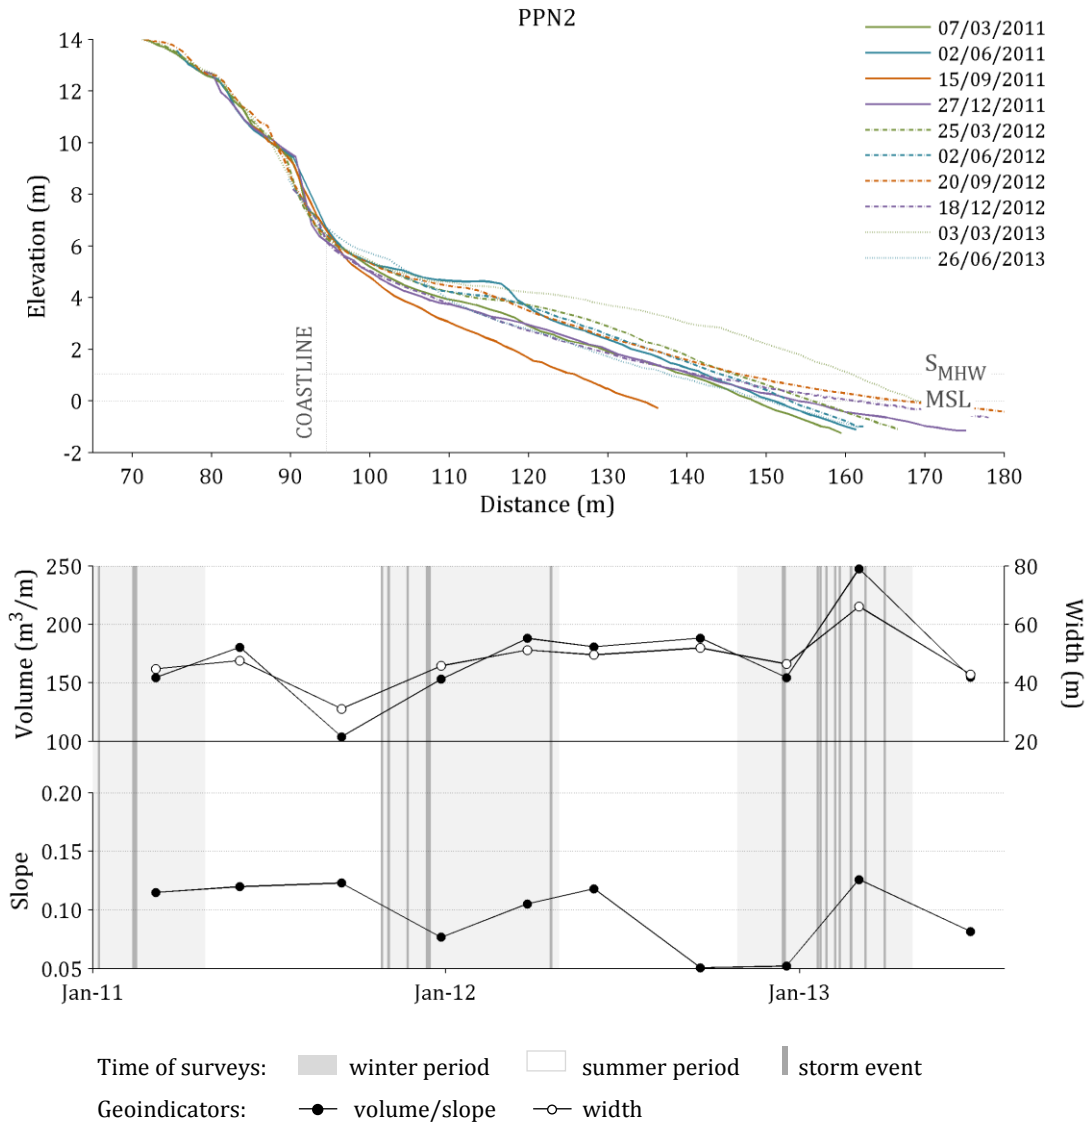 PPN2
07/03/2011
02/06/2011
15/09/2011
27/12/2011
25/03/2012
02/06/2012
20/09/2012
18/12/2012
03/03/2013
26/06/2013
Elevation (m)
14
12
10
8
6
4
2
0
-2
COASTLINE
S_MHW
MSL
70 80 90 100 110 120 130 140 150 160 170 180
Distance (m)
Volume (m³/m)
250
200
150
100
80
60
40
20
Width (m)
Slope
0.20
0.15
0.10
0.05
Jan-11 Jan-12 Jan-13
Time of surveys: winter period summer period storm event
Geoindicators: volume/slope width